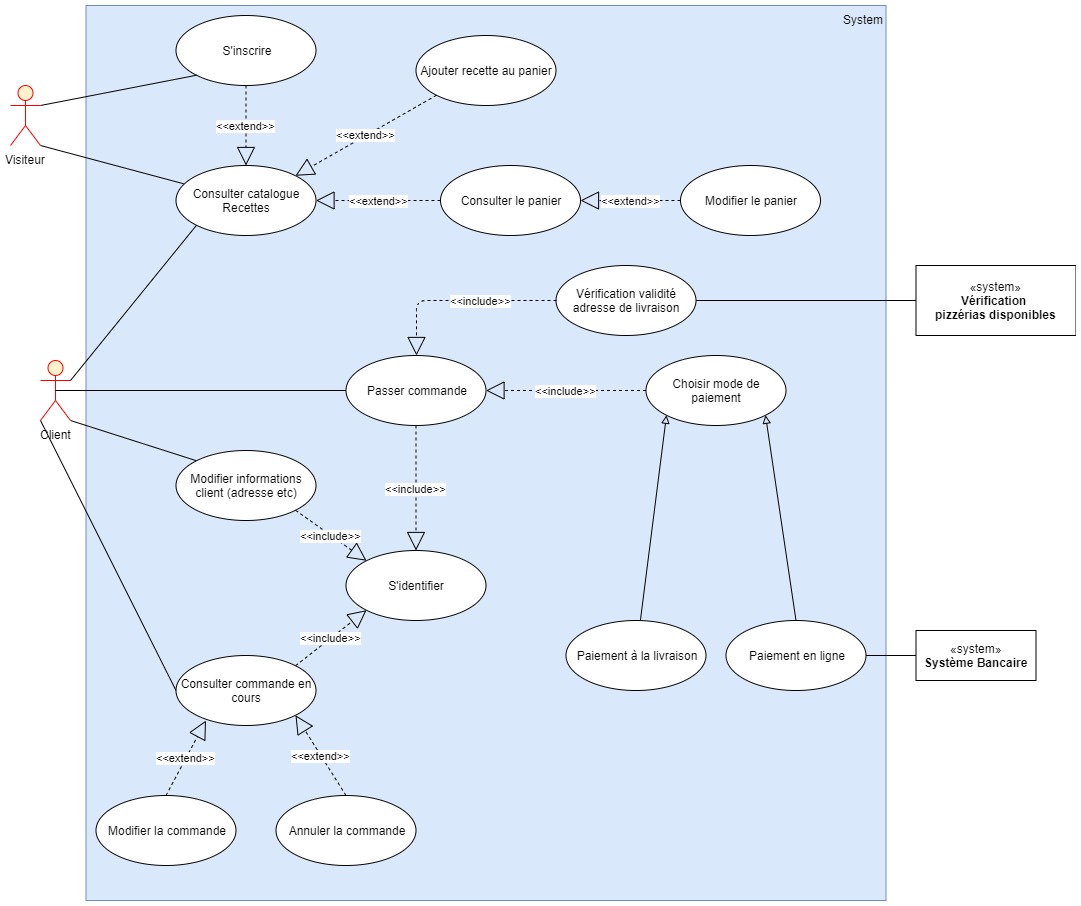 System
S'inscrire
Ajouter recette au panier
<<extend>>
<<extend>>
Visiteur
Consulter catalogue
Recettes
<<extend>>
Consulter le panier
<<extend>>
Modifier le panier
Vérification validité
adresse de livraison
<<include>>
«system»
Vérification
pizzérias disponibles
Client
Passer commande
<<include>>
Choisir mode de
paiement
Modifier informations
client (adresse etc)
<<include>>
<<include>>
S'identifier
<<include>>
Consulter commande en
cours
Paiement à la livraison
Paiement en ligne
«system»
Système Bancaire
<<extend>>
<<extend>>
Modifier la commande
Annuler la commande